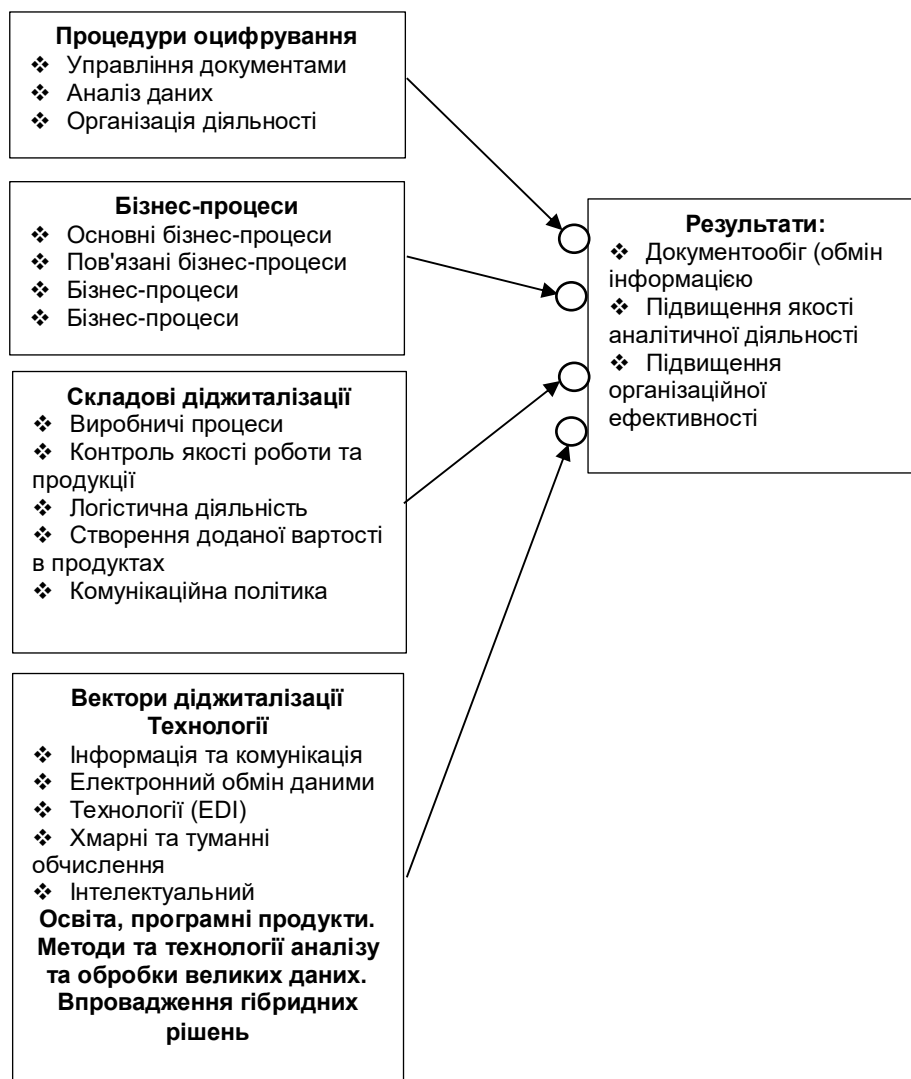 Процедури оцифрування
❖ Управління документами
❖ Аналіз даних
❖ Організація діяльності
Бізнес-процеси
❖ Основні бізнес-процеси
❖ Пов'язані бізнес-процеси
❖ Бізнес-процеси
❖ Бізнес-процеси
Складові діджиталізації
❖ Виробничі процеси
❖ Контроль якості роботи та
продукції
❖ Логістична діяльність
❖ Створення доданої вартості
в продуктах
❖ Комунікаційна політика
Вектори діджиталізації
Технології
❖ Інформація та комунікація
❖ Електронний обмін даними
❖ Технології (EDI)
❖ Хмарні та туманні
обчислення
❖ Інтелектуальний
Освіта, програмні продукти.
Методи та технології аналізу
та обробки великих даних.
Впровадження гібридних
рішень
Результати:
❖ Документообіг (обмін
інформацією
❖ Підвищення якості
аналітичної діяльності
❖ Підвищення
організаційної
ефективності